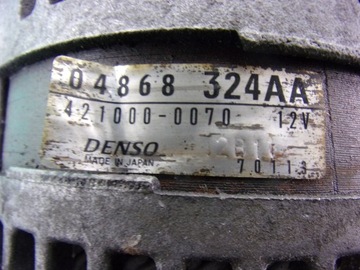 04868 324AA
421000-0070 12V
DENSO
MADE IN JAPAN 70113